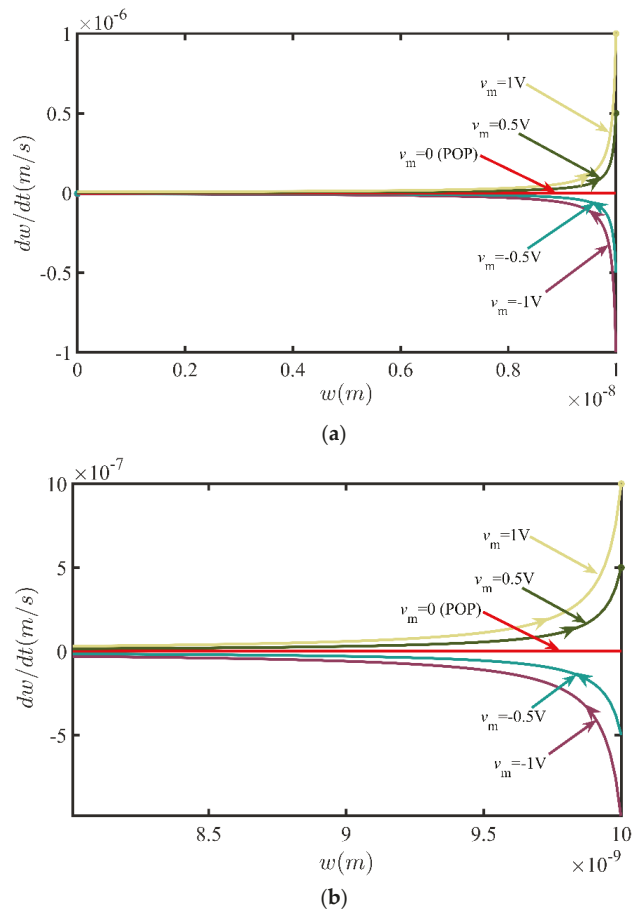 ×10⁻⁶
1
0.5
0
-0.5
-1
dw/dt(m/s)
v_m=1V
v_m=0.5V
v_m=0 (POP)
v_m=-0.5V
v_m=-1V
0 0.2 0.4 0.6 0.8 1
w(m)
×10⁻⁸
(a)
×10⁻⁷
10
5
0
-5
dw/dt(m/s)
v_m=1V
v_m=0.5V
v_m=0 (POP)
v_m=-0.5V
v_m=-1V
8.5 9 9.5 10
w(m)
×10⁻⁹
(b)